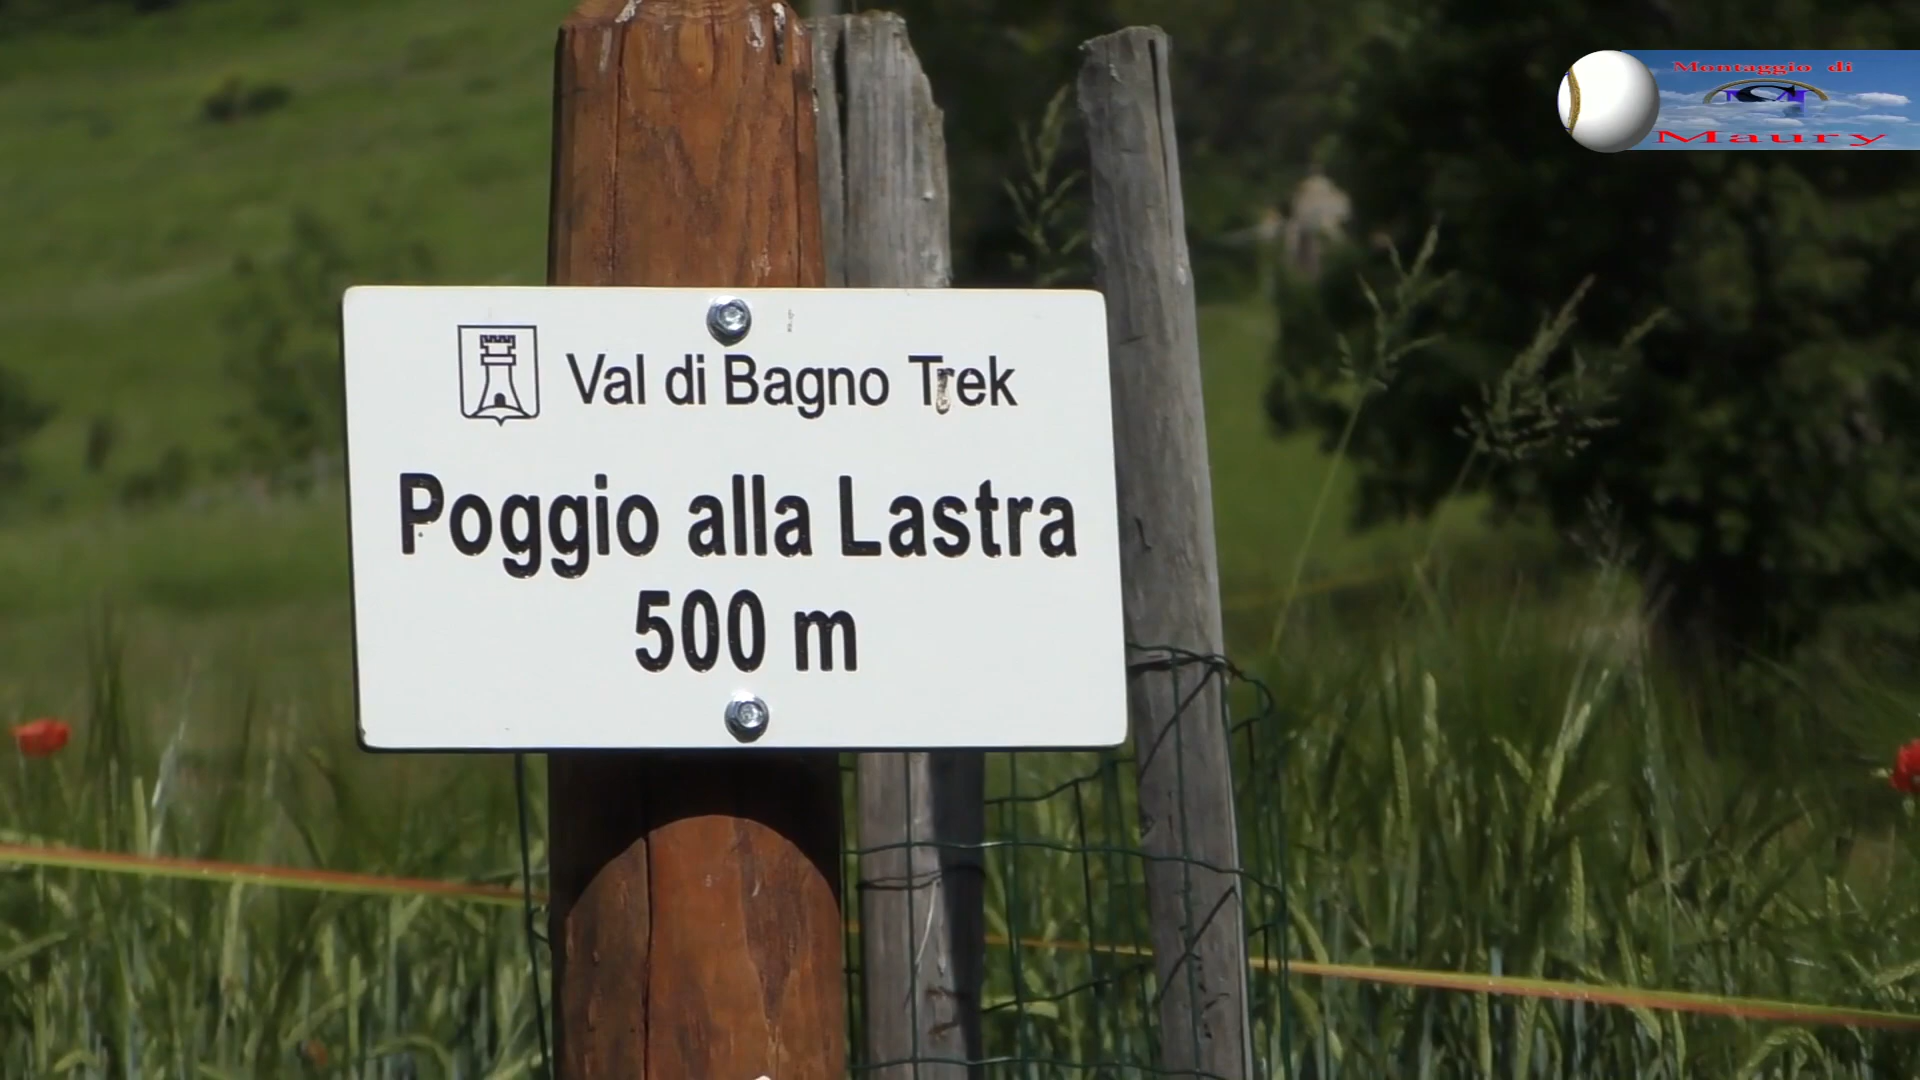 Val di Bagno Trek
Poggio alla Lastra
500 m
Montaggio di
Maury